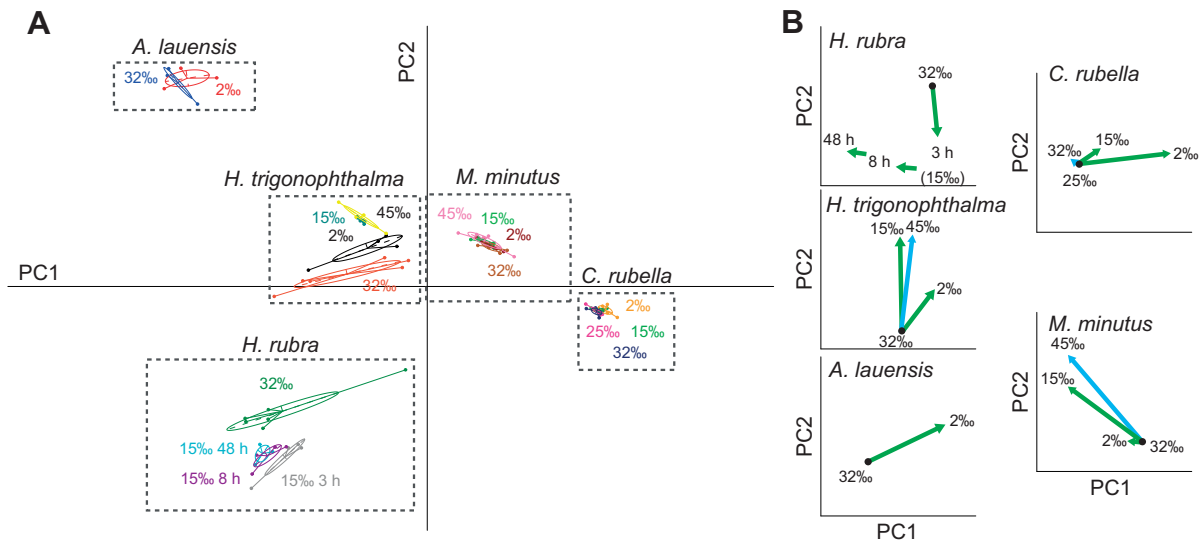 A
A. lauensis
32‰
2‰
PC2
H. trigonophthalma
15‰
45‰
2‰
32‰
M. minutus
45‰
15‰
2‰
32‰
PC1
C. rubella
2‰
25‰ 15‰
32‰
H. rubra
32‰
15‰ 48 h
15‰ 8 h
15‰ 3 h
B
H. rubra
32‰
PC2
48 h
8 h
3 h
(15‰)
C. rubella
PC2
32‰
15‰
2‰
25‰
H. trigonophthalma
15‰ 45‰
PC2
2‰
32‰
A. lauensis
PC2
2‰
32‰
PC1
M. minutus
45‰
15‰
PC2
2‰
32‰
PC1